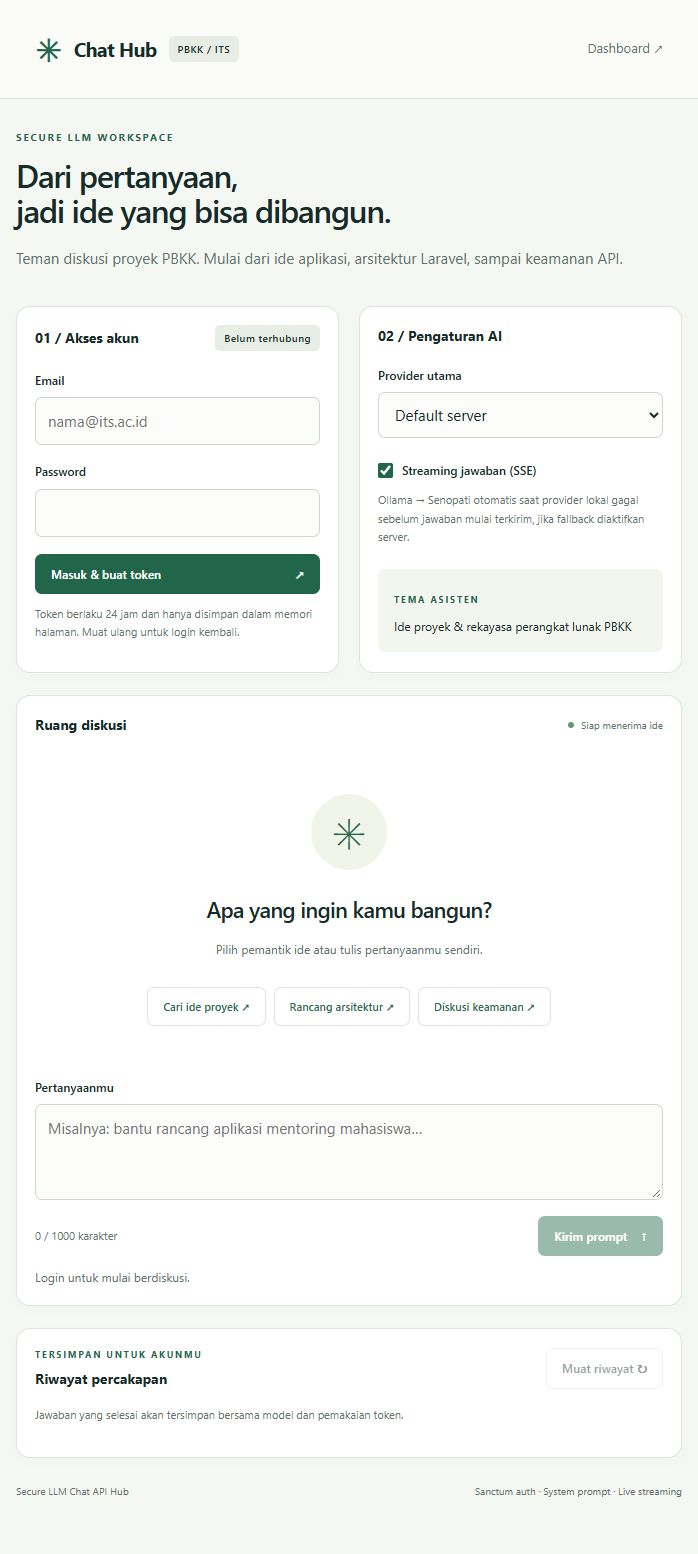 Chat Hub
PBKK / ITS
Dashboard ↗
SECURE LLM WORKSPACE
Dari pertanyaan,
jadi ide yang bisa dibangun.
Teman diskusi proyek PBKK. Mulai dari ide aplikasi, arsitektur Laravel, sampai keamanan API.
01 / Akses akun
Belum terhubung
Email
nama@its.ac.id
Password
Masuk & buat token ↗
Token berlaku 24 jam dan hanya disimpan dalam memori
halaman. Muat ulang untuk login kembali.
02 / Pengaturan AI
Provider utama
Default server
Streaming jawaban (SSE)
Ollama → Senopati otomatis saat provider lokal gagal
sebelum jawaban mulai terkirim, jika fallback diaktifkan
server.
TEMA ASISTEN
Ide proyek & rekayasa perangkat lunak PBKK
Ruang diskusi
Siap menerima ide
Apa yang ingin kamu bangun?
Pilih pemantik ide atau tulis pertanyaanmu sendiri.
Cari ide proyek ↗
Rancang arsitektur ↗
Diskusi keamanan ↗
Pertanyaanmu
Misalnya: bantu rancang aplikasi mentoring mahasiswa...
0 / 1000 karakter
Kirim prompt ↑
Login untuk mulai berdiskusi.
TERSIMPAN UNTUK AKUNMU
Riwayat percakapan
Muat riwayat ↻
Jawaban yang selesai akan tersimpan bersama model dan pemakaian token.
Secure LLM Chat API Hub
Sanctum auth · System prompt · Live streaming